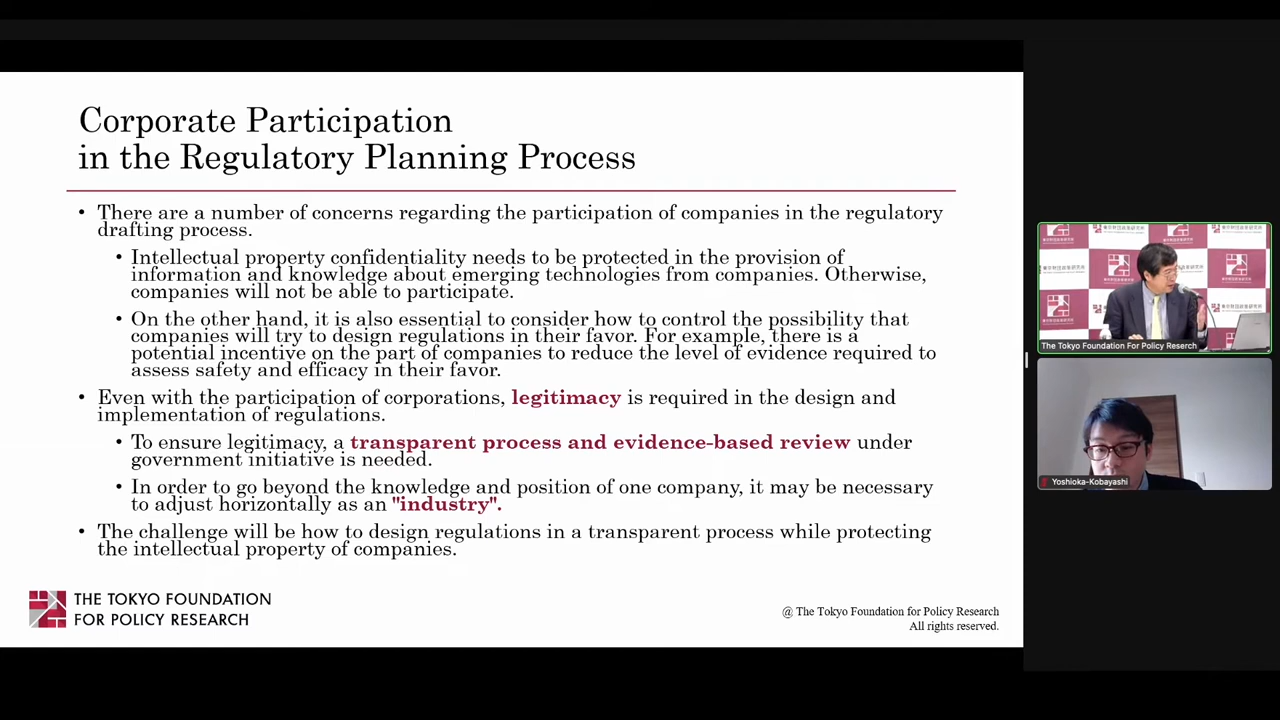 Corporate Participation
in the Regulatory Planning Process
• There are a number of concerns regarding the participation of companies in the regulatory
drafting process.
• Intellectual property confidentiality needs to be protected in the provision of
information and knowledge about emerging technologies from companies. Otherwise,
companies will not be able to participate.
• On the other hand, it is also essential to consider how to control the possibility that
companies will try to design regulations in their favor. For example, there is a
potential incentive on the part of companies to reduce the level of evidence required to
assess safety and efficacy in their favor.
• Even with the participation of corporations, legitimacy is required in the design and
implementation of regulations.
• To ensure legitimacy, a transparent process and evidence-based review under
government initiative is needed.
• In order to go beyond the knowledge and position of one company, it may be necessary
to adjust horizontally as an "industry".
• The challenge will be how to design regulations in a transparent process while protecting
the intellectual property of companies.
THE TOKYO FOUNDATION
FOR POLICY RESEARCH
@ The Tokyo Foundation for Policy Research
All rights reserved.
The Tokyo Foundation For Policy Reserch
Yoshioka-Kobayashi